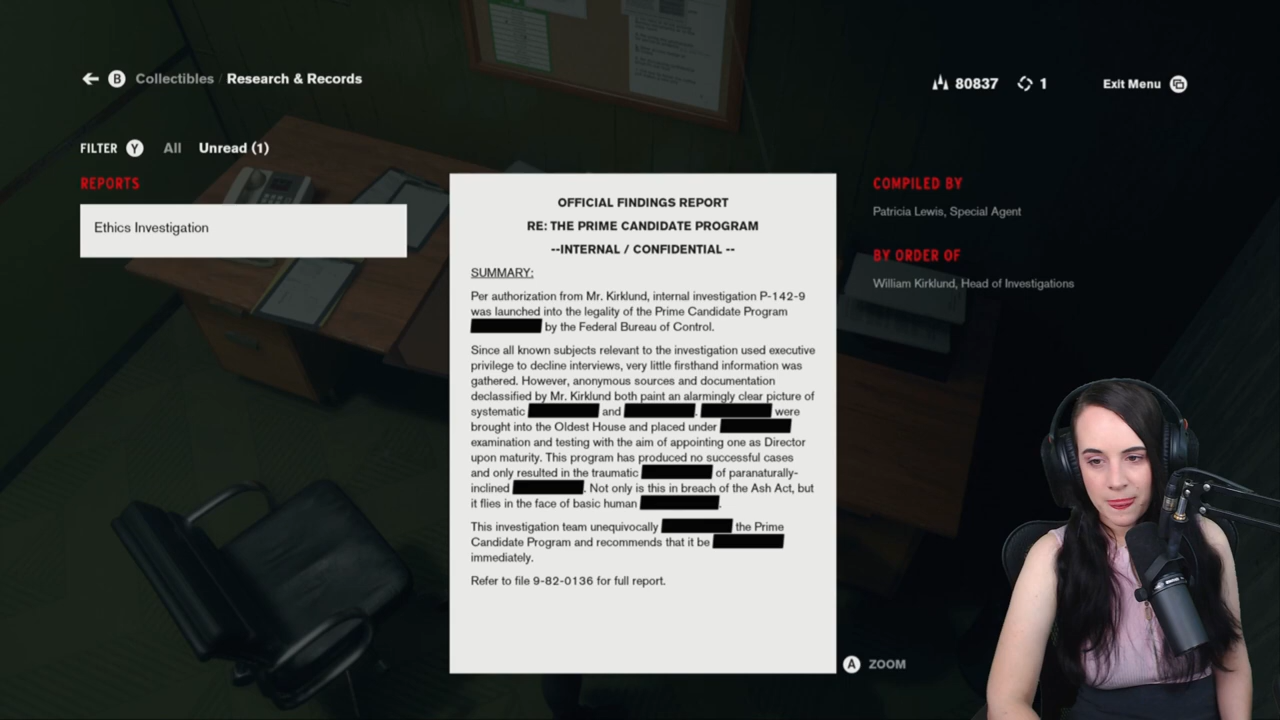 B Collectibles / Research & Records
80837 1 Exit Menu
FILTER Y All Unread (1)
REPORTS
Ethics Investigation
OFFICIAL FINDINGS REPORT
RE: THE PRIME CANDIDATE PROGRAM
--INTERNAL / CONFIDENTIAL --
SUMMARY:
Per authorization from Mr. Kirklund, internal investigation P-142-9
was launched into the legality of the Prime Candidate Program
by the Federal Bureau of Control.
Since all known subjects relevant to the investigation used executive
privilege to decline interviews, very little firsthand information was
gathered. However, anonymous sources and documentation
declassified by Mr. Kirklund both paint an alarmingly clear picture of
systematic and . were
brought into the Oldest House and placed under
examination and testing with the aim of appointing one as Director
upon maturity. This program has produced no successful cases
and only resulted in the traumatic of paranaturally-
inclined . Not only is this in breach of the Ash Act, but
it flies in the face of basic human .
This investigation team unequivocally the Prime
Candidate Program and recommends that it be
immediately.
Refer to file 9-82-0136 for full report.
COMPILED BY
Patricia Lewis, Special Agent
BY ORDER OF
William Kirklund, Head of Investigations
A ZOOM